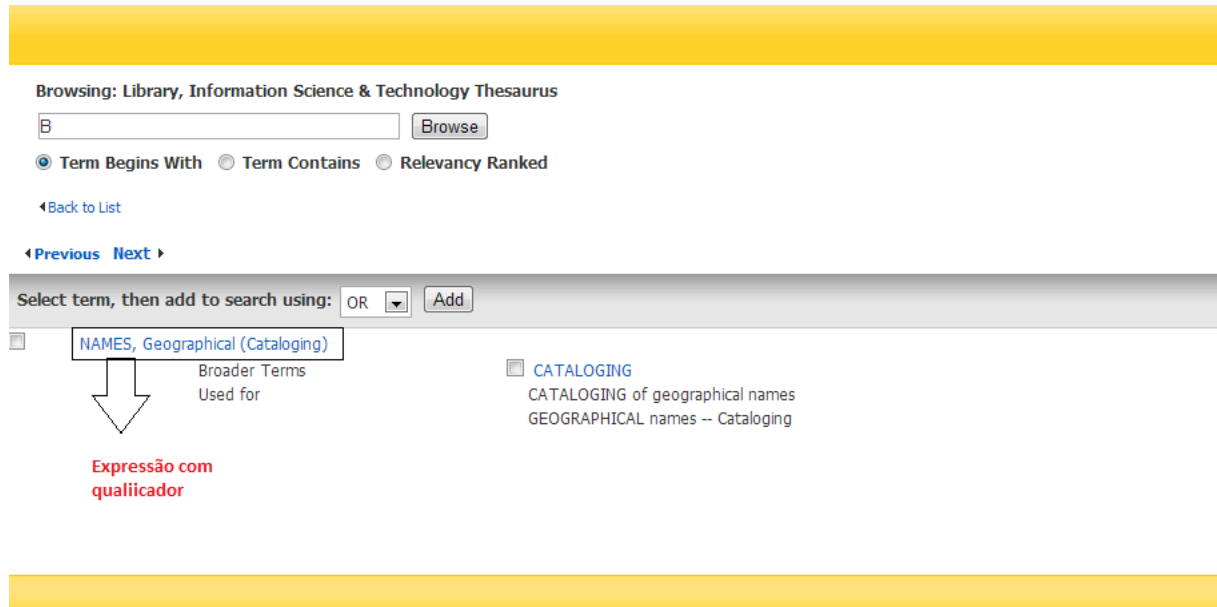 Browsing: Library, Information Science & Technology Thesaurus
B
Browse
Term Begins With Term Contains Relevancy Ranked
Back to List
Previous Next
Select term, then add to search using: OR Add
NAMES, Geographical (Cataloging)
Broader Terms CATALOGING
Used for CATALOGING of geographical names
GEOGRAPHICAL names -- Cataloging
Expressão com
qualiicador